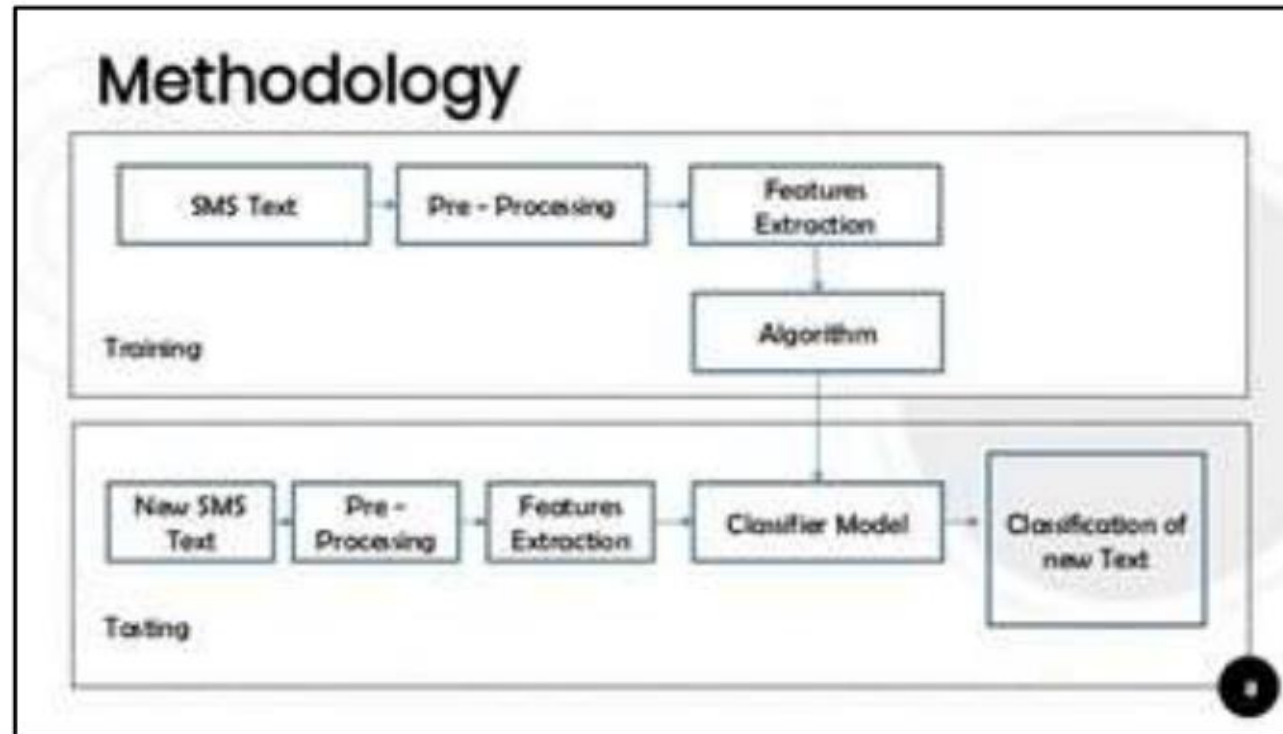 Methodology
SMS Text
Pre - Processing
Features
Extraction
Algorithm
Training
New SMS
Text
Pre -
Processing
Features
Extraction
Classifier Model
Classification of
new Text
Testing